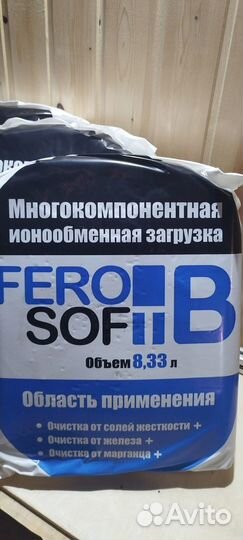 Многокомпонентная
ионообменная загрузка
FERO
SOFT B
Объем 8,33 л
Область применения
• Очистка от солей жесткости +
• Очистка от железа +
• Очистка от марганца +
Avito